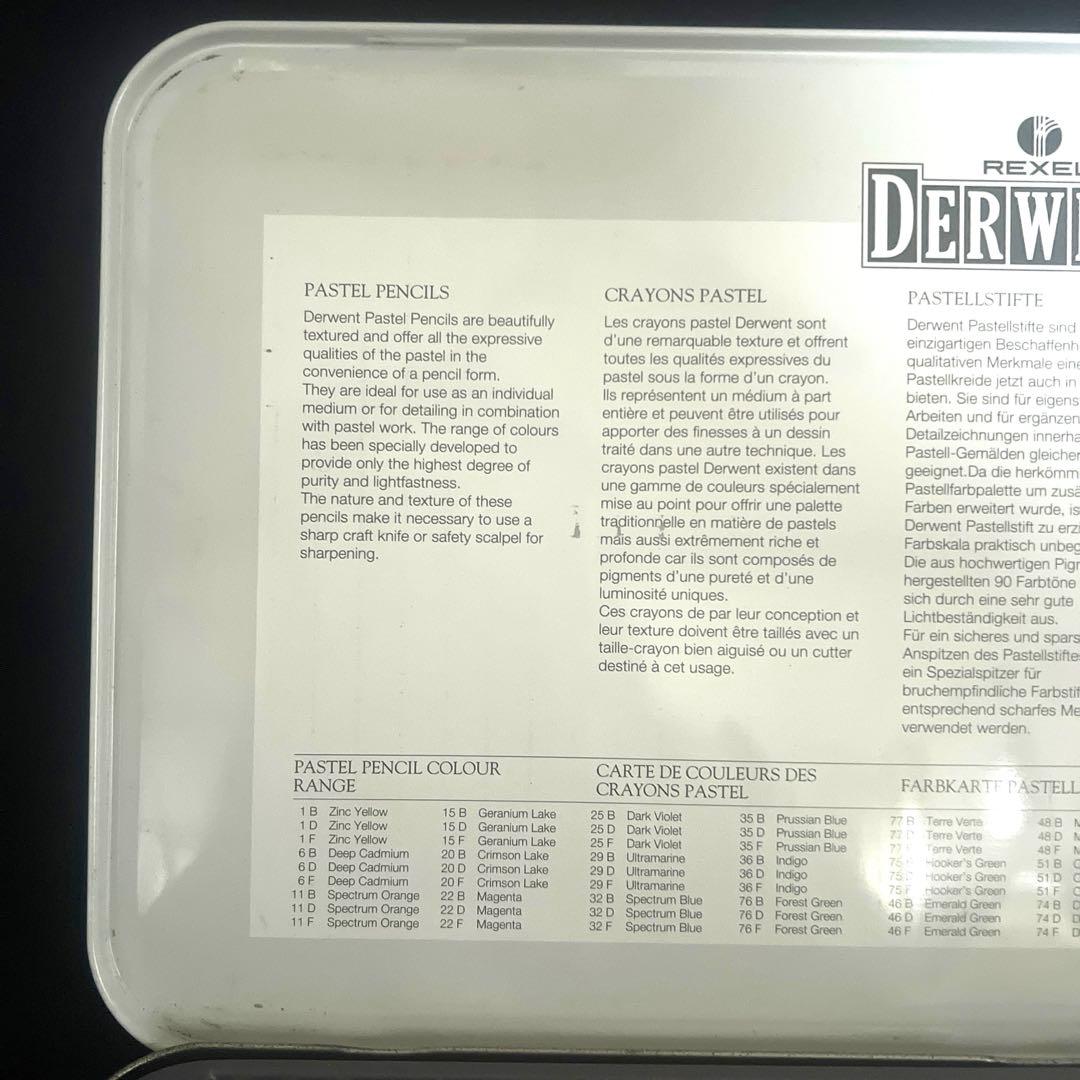 REXEL
DERWE
PASTEL PENCILS
Derwent Pastel Pencils are beautifully
textured and offer all the expressive
qualities of the pastel in the
convenience of a pencil form.
They are ideal for use as an individual
medium or for detailing in combination
with pastel work. The range of colours
has been specially developed to
provide only the highest degree of
purity and lightfastness.
The nature and texture of these
pencils make it necessary to use a
sharp craft knife or safety scalpel for
sharpening.
CRAYONS PASTEL
Les crayons pastel Derwent sont
d'une remarquable texture et offrent
toutes les qualités expressives du
pastel sous la forme d'un crayon.
Ils représentent un médium à part
entière et peuvent être utilisés pour
apporter des finesses à un dessin
traité dans une autre technique. Les
crayons pastel Derwent existent dans
une gamme de couleurs spécialement
mise au point pour offrir une palette
traditionnelle en matière de pastels
mais aussi extrêmement riche et
profonde car ils sont composés de
pigments d'une pureté et d'une
luminosité uniques.
Ces crayons de par leur conception et
leur texture doivent être taillés avec un
taille-crayon bien aiguisé ou un cutter
destiné à cet usage.
PASTELLSTIFTE
Derwent Pastellstifte sind
einzigartigen Beschaffenh
qualitativen Merkmale eine
Pastellkreide jetzt auch in
bieten. Sie sind für eigens
Arbeiten und für ergänzen
Detailzeichnungen innerha
Pastell-Gemälden gleicher
geeignet.Da die herkömm
Pastellfarbpalette um zusä
Farben erweitert wurde, is
Derwent Pastellstift zu erz
Farbskala praktisch unbeg
Die aus hochwertigen Pigr
hergestellten 90 Farbtöne
sich durch eine sehr gute
Lichtbeständigkeit aus.
Für ein sicheres und spars
Anspitzen des Pastellstifte
ein Spezialspitzer für
bruchempfindliche Farbstif
entsprechend scharfes Me
verwendet werden.
PASTEL PENCIL COLOUR
RANGE
1 B Zinc Yellow
1 D Zinc Yellow
1 F Zinc Yellow
6 B Deep Cadmium
6 D Deep Cadmium
6 F Deep Cadmium
11 B Spectrum Orange
11 D Spectrum Orange
11 F Spectrum Orange
15 B Geranium Lake
15 D Geranium Lake
15 F Geranium Lake
20 B Crimson Lake
20 D Crimson Lake
20 F Crimson Lake
22 B Magenta
22 D Magenta
22 F Magenta
CARTE DE COULEURS DES
CRAYONS PASTEL
25 B Dark Violet
25 D Dark Violet
25 F Dark Violet
29 B Ultramarine
29 D Ultramarine
29 F Ultramarine
32 B Spectrum Blue
32 D Spectrum Blue
32 F Spectrum Blue
35 B Prussian Blue
35 D Prussian Blue
35 F Prussian Blue
36 B Indigo
36 D Indigo
36 F Indigo
76 B Forest Green
76 D Forest Green
76 F Forest Green
FARBKARTE PASTELL
77 B Terre Verte
77 D Terre Verte
77 Terre Verte
75 Hooker's Green
75 D Hooker's Green
75 F Hooker's Green
46 B Emerald Green
46 D Emerald Green
46 F Emerald Green
48 B
48 D
48 F
51 B
51 D
51 F
74 B
74 D
74 F